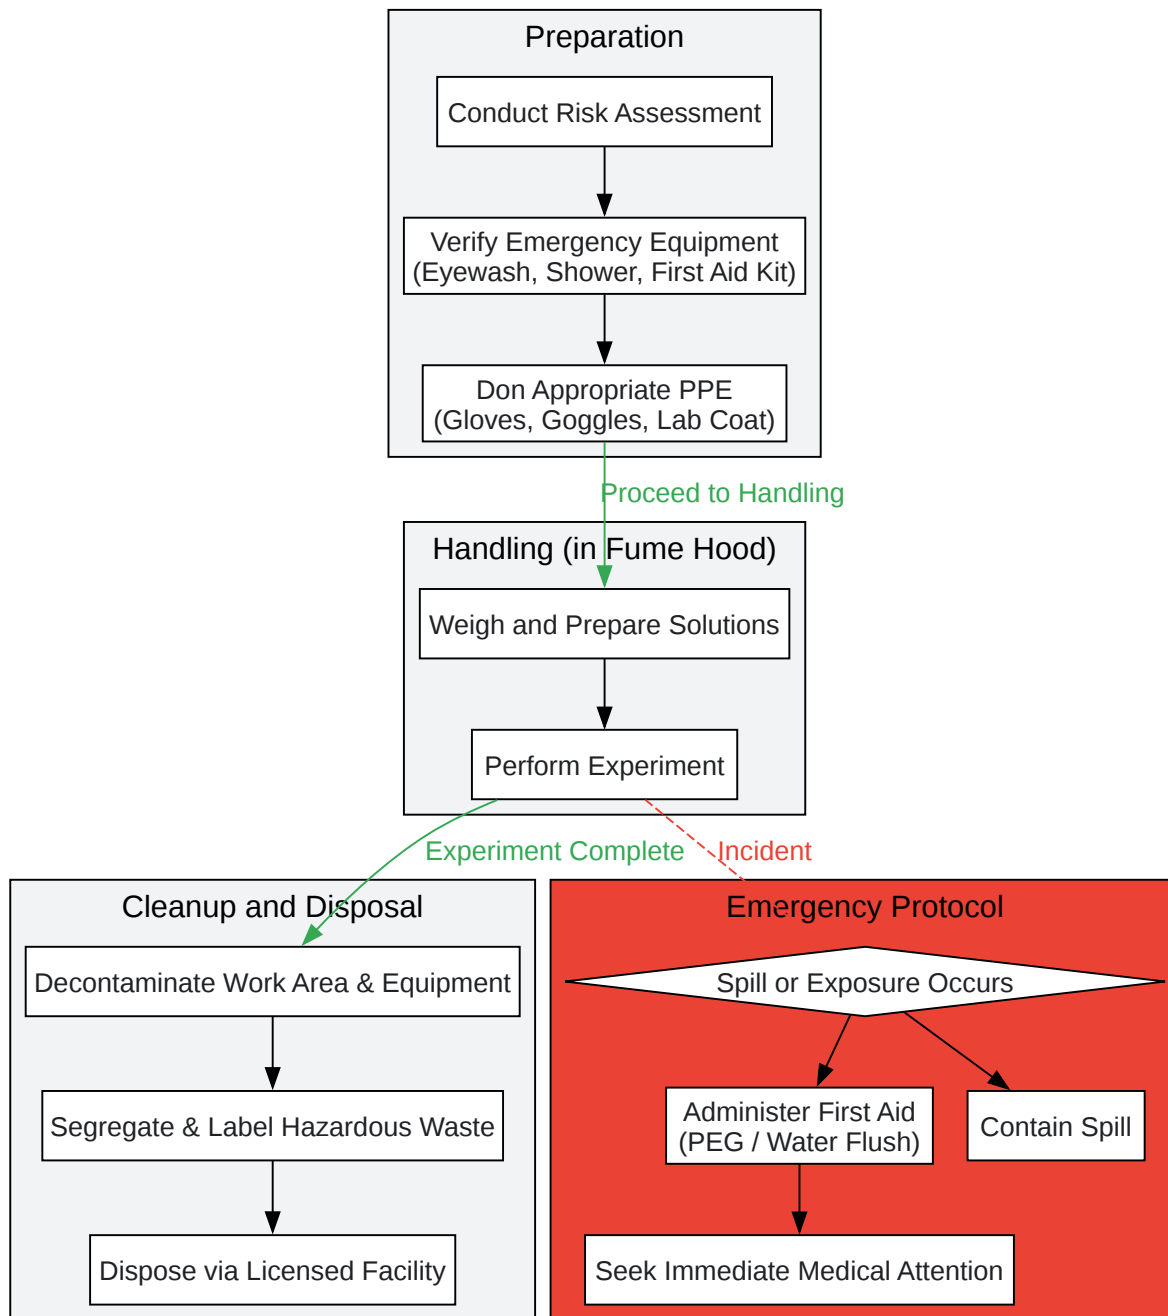 Preparation
Conduct Risk Assessment
Verify Emergency Equipment
(Eyewash, Shower, First Aid Kit)
Don Appropriate PPE
(Gloves, Goggles, Lab Coat)
Proceed to Handling
Handling (in Fume Hood)
Weigh and Prepare Solutions
Perform Experiment
Experiment Complete
Incident
Cleanup and Disposal
Decontaminate Work Area & Equipment
Segregate & Label Hazardous Waste
Dispose via Licensed Facility
Emergency Protocol
Spill or Exposure Occurs
Administer First Aid
(PEG / Water Flush)
Contain Spill
Seek Immediate Medical Attention